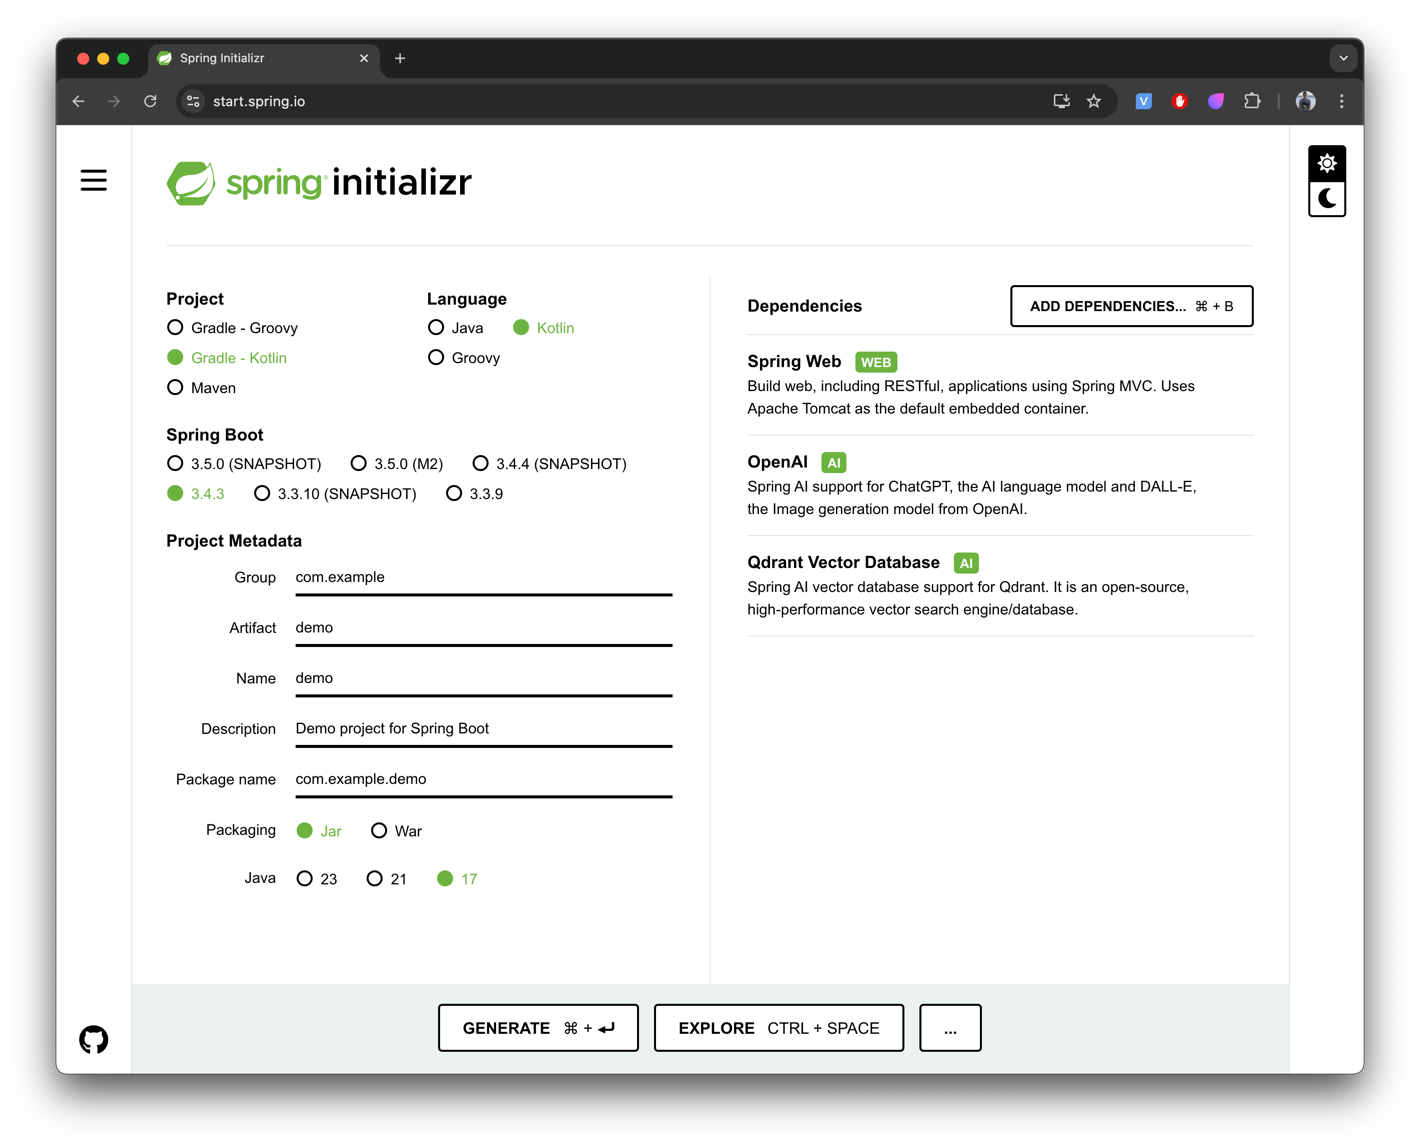 Spring Initializr
start.spring.io
spring initializr
Project
Gradle - Groovy
Gradle - Kotlin
Maven
Language
Java
Kotlin
Groovy
Spring Boot
3.5.0 (SNAPSHOT)
3.5.0 (M2)
3.4.4 (SNAPSHOT)
3.4.3
3.3.10 (SNAPSHOT)
3.3.9
Project Metadata
Group com.example
Artifact demo
Name demo
Description Demo project for Spring Boot
Package name com.example.demo
Packaging Jar War
Java 23 21 17
Dependencies
ADD DEPENDENCIES... ⌘ + B
Spring Web WEB
Build web, including RESTful, applications using Spring MVC. Uses
Apache Tomcat as the default embedded container.
OpenAI AI
Spring AI support for ChatGPT, the AI language model and DALL-E,
the Image generation model from OpenAI.
Qdrant Vector Database AI
Spring AI vector database support for Qdrant. It is an open-source,
high-performance vector search engine/database.
GENERATE ⌘ + ↵
EXPLORE CTRL + SPACE
...